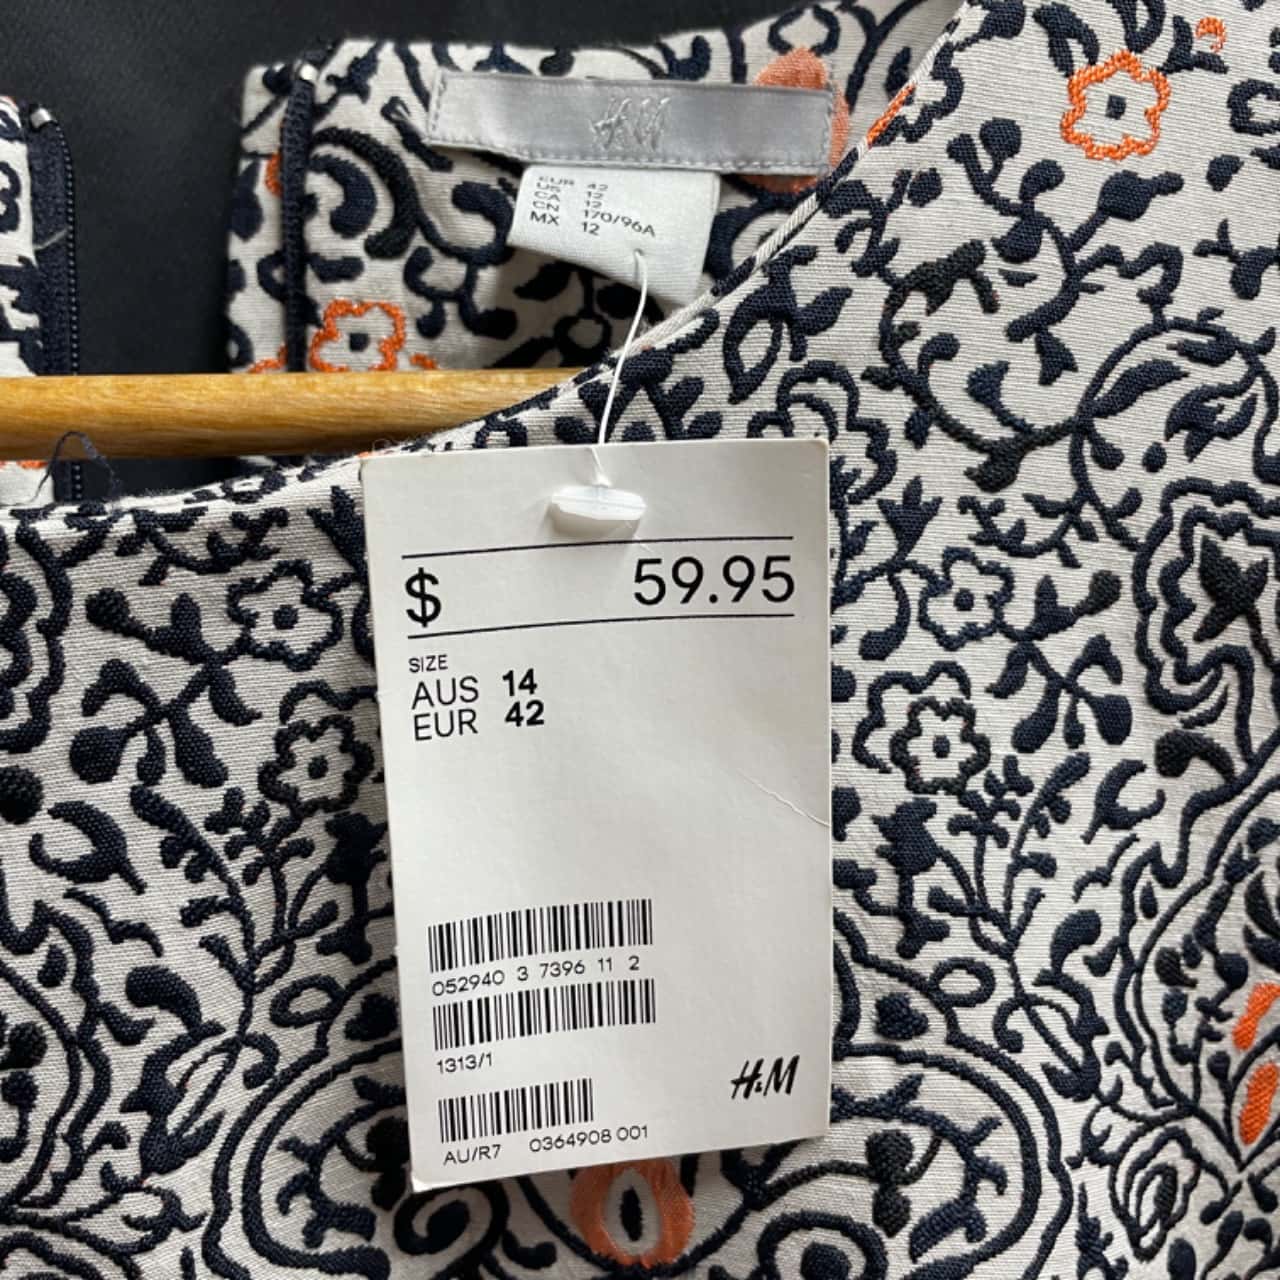 H&M
EUR 42
US 12
CA 12
CN 170/96A
MX 12
$ 59.95
SIZE
AUS 14
EUR 42
052940 3 7396 11 2
1313/1
H&M
AU/R7 0364908 001